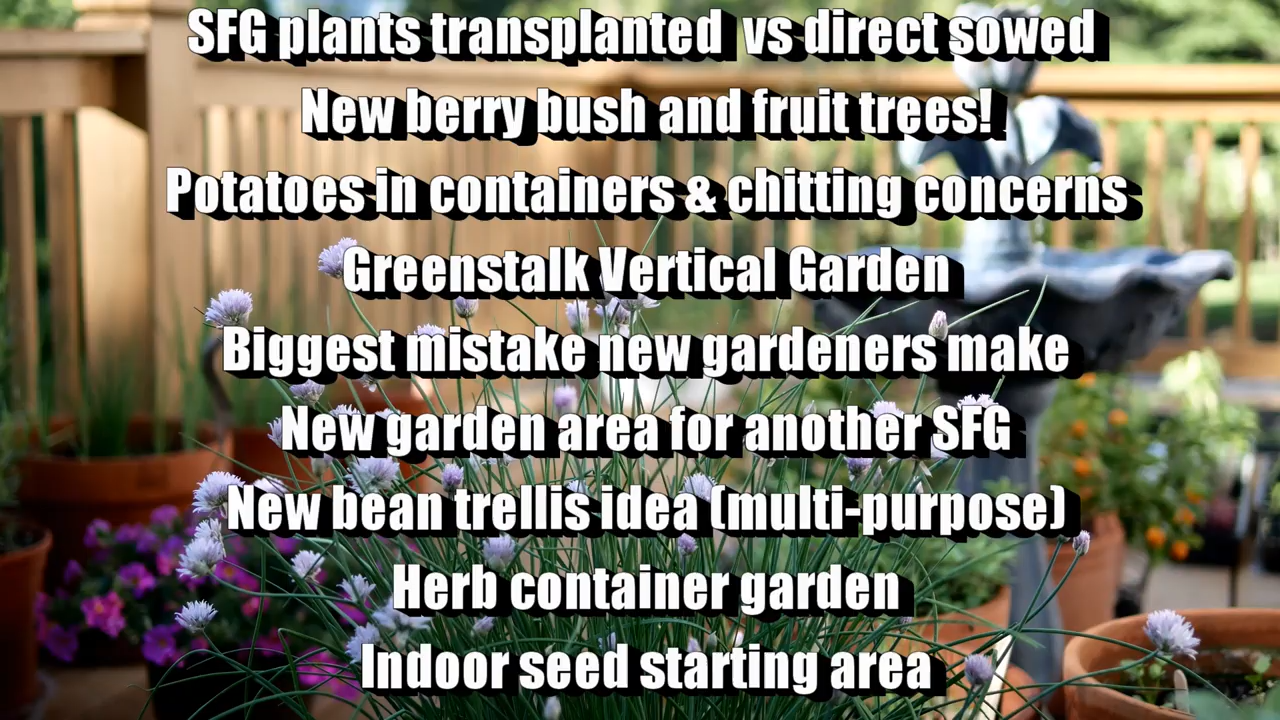 SFG plants transplanted vs direct sowed
New berry bush and fruit trees!
Potatoes in containers & chitting concerns
Greenstalk Vertical Garden
Biggest mistake new gardeners make
New garden area for another SFG
New bean trellis idea (multi-purpose)
Herb container garden
Indoor seed starting area